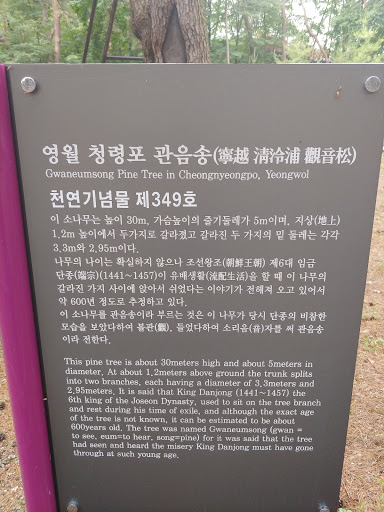 영월 청령포 관음송(寧越 淸冷浦 觀音松)
Gwaneumsong Pine Tree in Cheongnyeongpo, Yeongwol
천연기념물 제349호
이 소나무는 높이 30m, 가슴높이의 줄기둘레가 5m이며, 지상(地上)
1.2m 높이에서 두가지로 갈라졌고 갈라진 두 가지의 밑 둘레는 각각
3.3m와 2.95m이다.
나무의 나이는 확실하지 않으나 조선왕조(朝鮮王朝) 제6대 임금
단종(端宗)(1441~1457)이 유배생활(流配生活)을 할 때 이 나무의
갈라진 가지 사이에 앉아서 쉬었다는 이야기가 전해져 오고 있어서
약 600년 정도로 추정하고 있다.
이 소나무를 관음송이라 부르는 것은 이 나무가 당시 단종의 비참한
모습을 보았다하여 볼관(觀), 들었다하여 소리음(音)자를 써 관음송
이라 전한다.
This pine tree is about 30meters high and about 5meters in
diameter. At about 1.2meters above ground the trunk splits
into two branches, each having a diameter of 3.3meters and
2.95meters. It is said that King Danjong (1441~1457) the
6th king of the Joseon Dynasty, used to sit on the tree branch
and rest during his time of exile, and although the exact age
of the tree is not known, it can be estimated to be about
600years old. The tree was named Gwaneumsong (gwan =
to see, eum=to hear, song=pine) for it was said that the tree
had seen and heard the misery King Danjong must have gone
through at such young age.